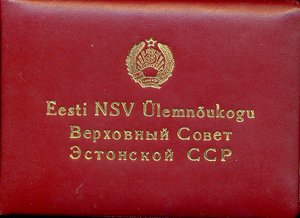 Eesti NSV Ülemnõukogu
Верховный Совет
Эстонской ССР